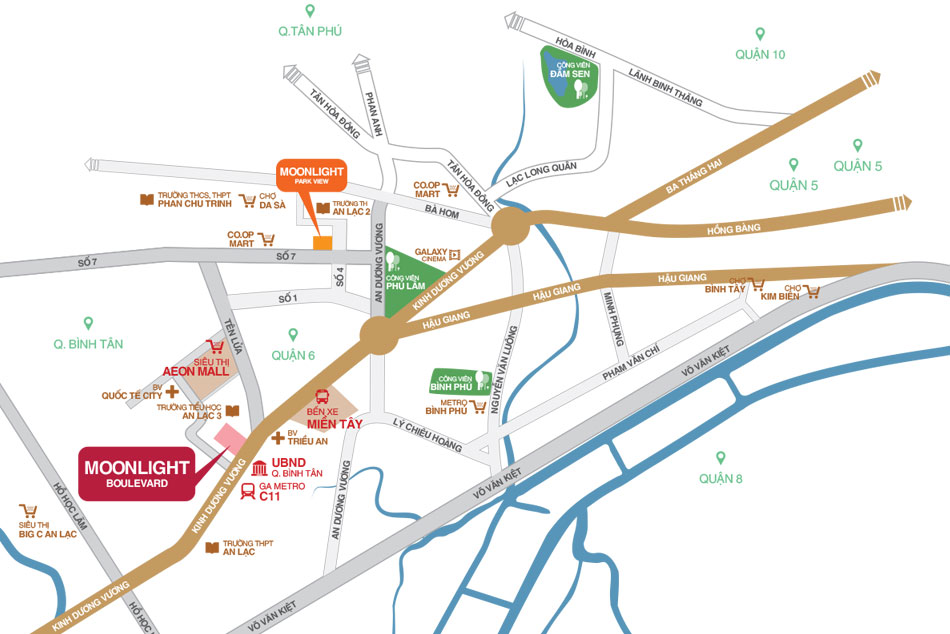 Q.TÂN PHÚ
QUẬN 10
HÒA BÌNH
CÔNG VIÊN
ĐẦM SEN
LÃNH BINH THĂNG
TÂN HÒA ĐÔNG
PHAN ANH
QUẬN 5
QUẬN 5
MOONLIGHT
PARK VIEW
TÂN HÒA ĐÔNG
LẠC LONG QUÂN
BA THÁNG HAI
TRƯỜNG THCS, THPT
PHAN CHU TRINH
CHỢ
DA SÀ
TRƯỜNG TH
AN LẠC 2
CO.OP
MART
BÀ HOM
HỒNG BÀNG
CO.OP
MART
SỐ 7
SỐ 7
SỐ 4
AN DƯƠNG VƯƠNG
CÔNG VIÊN
PHÚ LÂM
GALAXY
CINEMA
KINH DƯƠNG VƯƠNG
SỐ 1
HẬU GIANG
HẬU GIANG
HẬU GIANG
CHỢ
BÌNH TÂY
CHỢ
KIM BIÊN
MINH PHỤNG
TÊN LỬA
Q. BÌNH TÂN
QUẬN 6
NGUYỄN VĂN LUÔNG
PHẠM VĂN CHÍ
VÕ VĂN KIỆT
SIÊU THỊ
AEON MALL
BV
QUỐC TẾ CITY
TRƯỜNG TIỂU HỌC
AN LẠC 3
BẾN XE
MIỀN TÂY
CÔNG VIÊN
BÌNH PHÚ
METRO
BÌNH PHÚ
LÝ CHIÊU HOÀNG
BV
TRIỀU AN
MOONLIGHT
BOULEVARD
UBND
Q. BÌNH TÂN
GA METRO
C11
KINH DƯƠNG VƯƠNG
AN DƯƠNG VƯƠNG
VÕ VĂN KIỆT
QUẬN 8
HỒ HỌC LÃM
SIÊU THỊ
BIG C AN LẠC
TRƯỜNG THPT
AN LẠC
KINH DƯƠNG VƯƠNG
HỒ HỌC LÃM
VÕ VĂN KIỆT